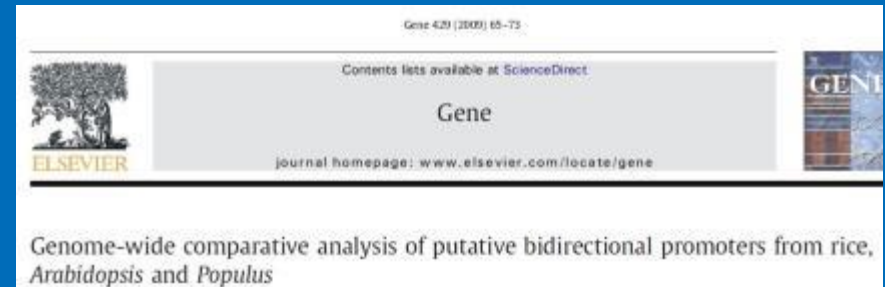 Gene 429 (2009) 65–73
Contents lists available at ScienceDirect
Gene
journal homepage: www.elsevier.com/locate/gene
ELSEVIER
GENE
Genome-wide comparative analysis of putative bidirectional promoters from rice,
Arabidopsis and Populus